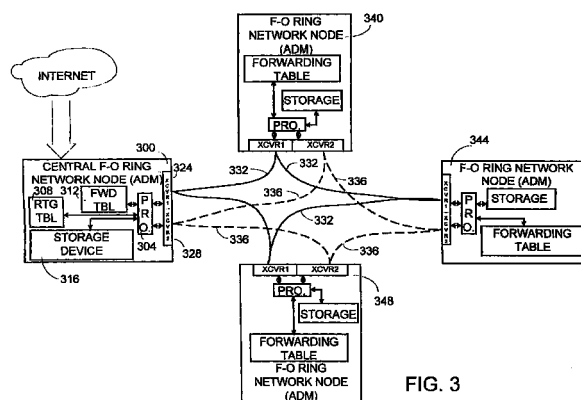 F-O RING
NETWORK NODE
(ADM)
340
FORWARDING
TABLE
STORAGE
PRO.
XCVR1 XCVR2
INTERNET
300
CENTRAL F-O RING
NETWORK NODE (ADM)
324
308 312
RTG
TBL
FWD
TBL
PRO.
304
STORAGE
DEVICE
316
328
332
332
336
336
332
336
336
344
F-O RING NETWORK
NODE (ADM)
PRO.
STORAGE
FORWARDING
TABLE
XCVR1 XCVR2
348
PRO.
STORAGE
FORWARDING
TABLE
F-O RING
NETWORK NODE
(ADM)
FIG. 3